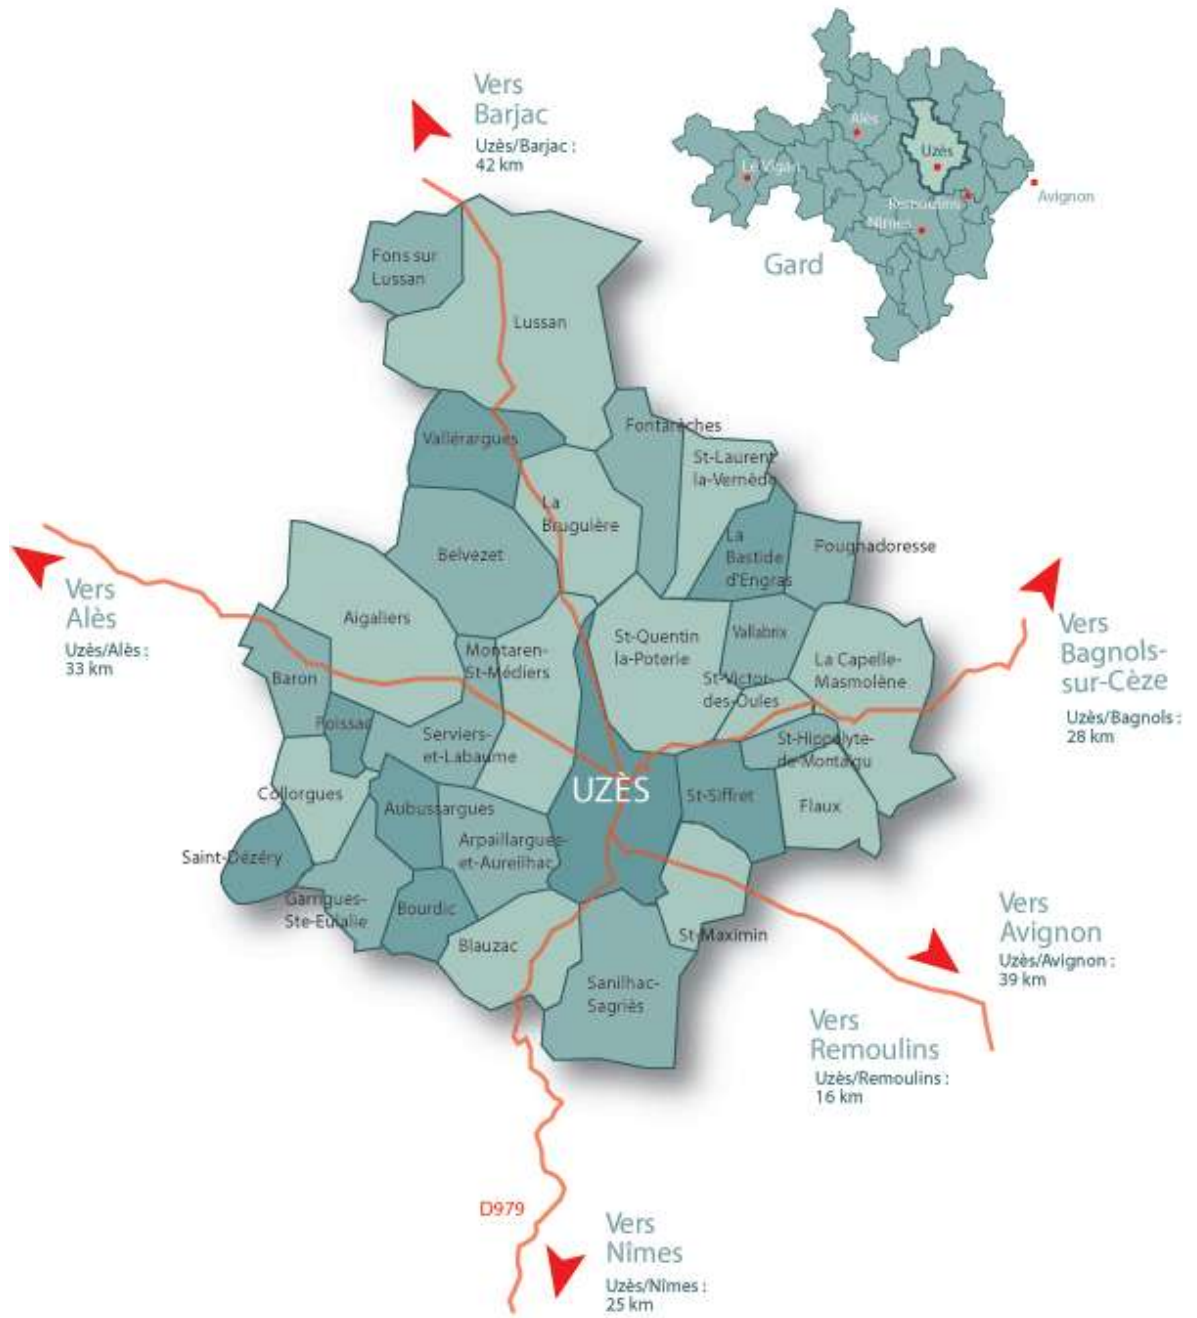 Vers
Barjac
Uzès/Barjac :
42 km
Alès
Uzès
Le Vigan
Avignon
Remoulins
Nîmes
Gard
Fons sur
Lussan
Lussan
Fontarèches
Vallérargues
St-Laurent
la-Vernède
La
Bruguière
La
Bastide
d'Engras
Pougnadoresse
Belvezet
Vers
Alès
Uzès/Alès :
33 km
Aigaliers
Montaren-
St-Médiers
St-Quentin
la-Poterie
Vallabrix
La Capelle-
Masmolène
Vers
Bagnols-
sur-Cèze
Uzès/Bagnols :
28 km
Baron
St-Victor-
des-Oules
Foissac
Serviers-
et-Labaume
St-Hippolyte-
de-Montaigu
Collorgues
Aubussargues
UZÈS
St-Siffret
Flaux
Saint-Dézéry
Arpaillargues-
et-Aureilhac
Garrigues-
Ste-Eulalie
Bourdic
Blauzac
St-Maximin
Sanilhac-
Sagriès
Vers
Avignon
Uzès/Avignon :
39 km
Vers
Remoulins
Uzès/Remoulins :
16 km
D979
Vers
Nîmes
Uzès/Nîmes :
25 km